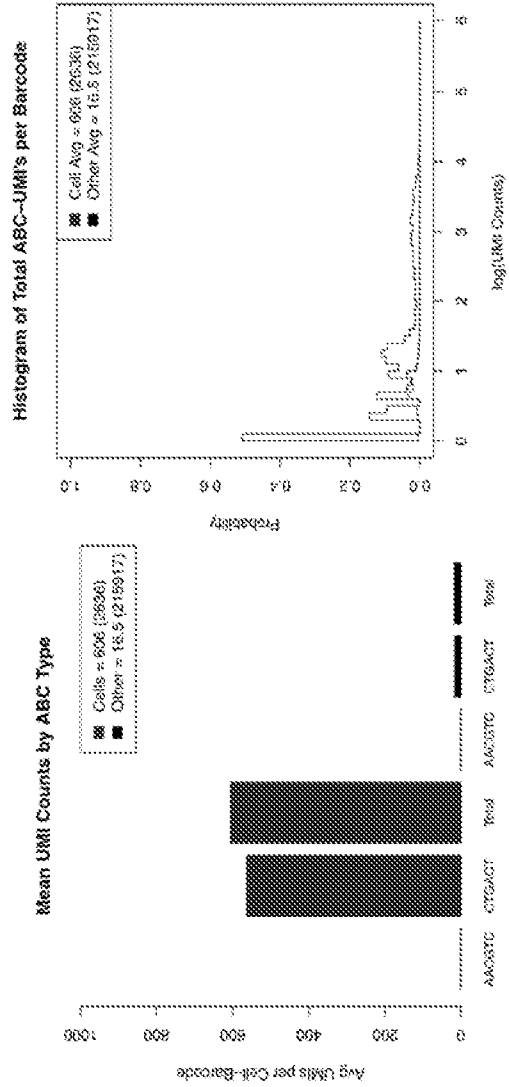 Mean UMI Counts by ABC Type
Cells = 606 (2636)
Other = 16.5 (215917)
Avg UMIs per Cell-Barcode
0
200
400
600
800
1000
AACGTC
CTGACT
Total
AACGTC
CTGACT
Total
Histogram of Total ABC-UMI's per Barcode
Cell Avg = 606 (2636)
Other Avg = 16.5 (215917)
Probability
0.0
0.2
0.4
0.6
0.8
1.0
0
1
2
3
4
5
6
log(UMI Counts)